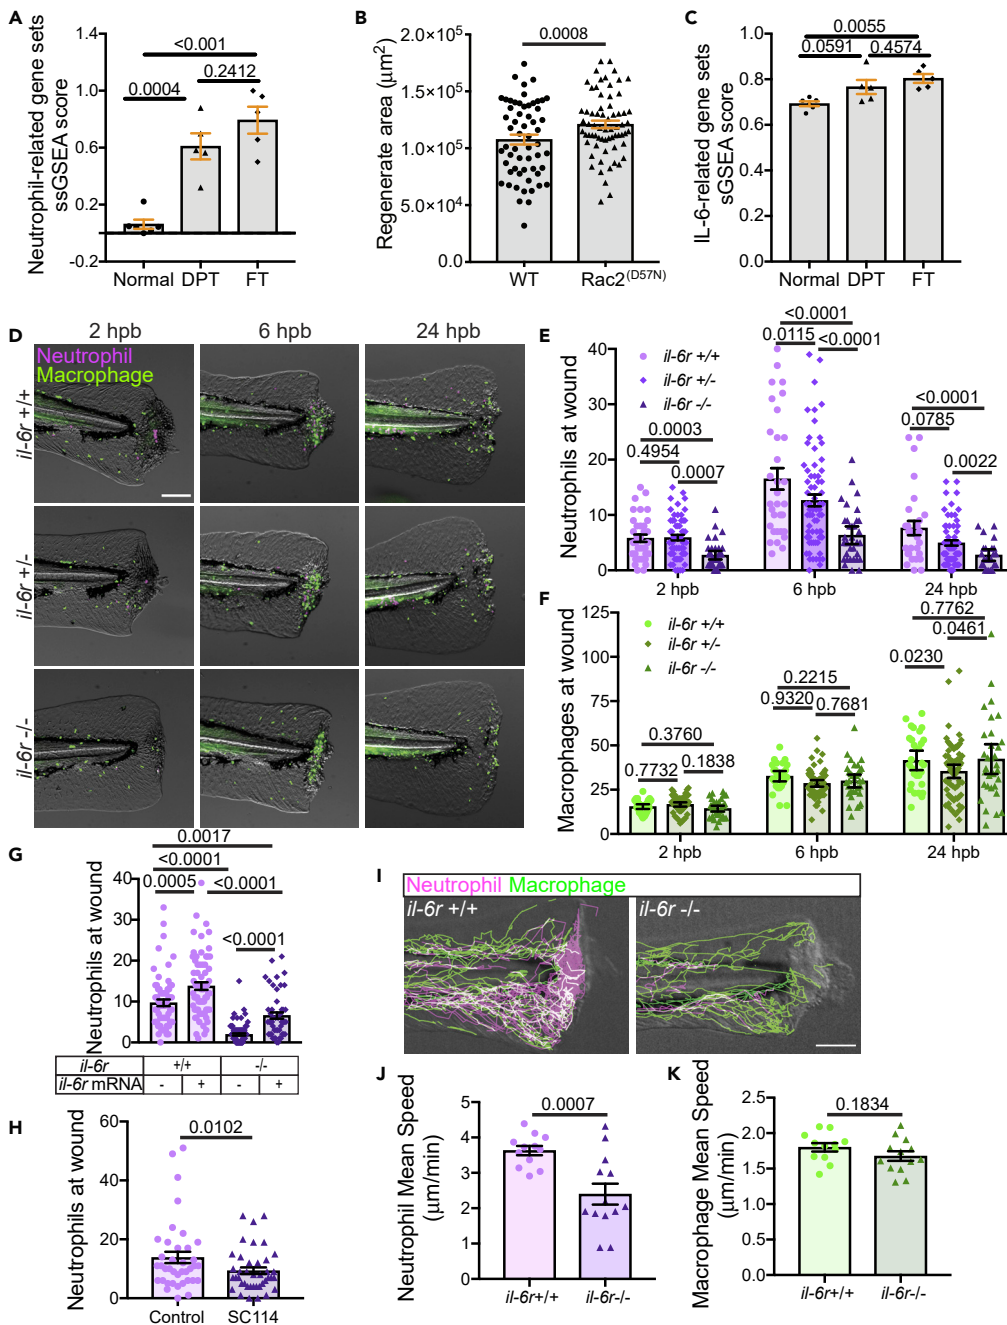 A
Neutrophil-related gene sets
ssGSEA score
1.4
1.0
0.6
0.2
-0.2
<0.001
0.2412
0.0004
Normal DPT FT
B
Regenerate area (μm2)
2.0×10^5
1.5×10^5
1.0×10^5
5.0×10^4
0.0
0.0008
WT Rac2(D57N)
C
IL-6-related gene sets
sGSEA score
1.0
0.8
0.6
0.4
0.2
0.0
0.0055
0.0591 0.4574
Normal DPT FT
D
2 hpb 6 hpb 24 hpb
Neutrophil
Macrophage
il-6r +/+
il-6r +/-
il-6r -/-
E
Neutrophils at wound
40
30
20
10
0
il-6r +/+
il-6r +/-
il-6r -/-
<0.0001
0.0115 <0.0001
0.0003
0.4954
0.0007
<0.0001
0.0785
0.0022
2 hpb 6 hpb 24 hpb
F
Macrophages at wound
125
100
75
50
25
0
il-6r +/+
il-6r +/-
il-6r -/-
0.7762
0.0461
0.0230
0.2215
0.9320 0.7681
0.3760
0.7732 0.1838
2 hpb 6 hpb 24 hpb
G
Neutrophils at wound
40
30
20
10
0
0.0017
<0.0001
0.0005 <0.0001
<0.0001
il-6r +/+ -/-
il-6r mRNA - + - +
H
Neutrophils at wound
60
40
20
0
0.0102
Control SC114
I
Neutrophil Macrophage
il-6r +/+ il-6r -/-
J
Neutrophil Mean Speed
(μm/min)
5
4
3
2
1
0
0.0007
il-6r+/+ il-6r-/-
K
Macrophage Mean Speed
(μm/min)
2.5
2.0
1.5
1.0
0.5
0.0
0.1834
il-6r+/+ il-6r-/-